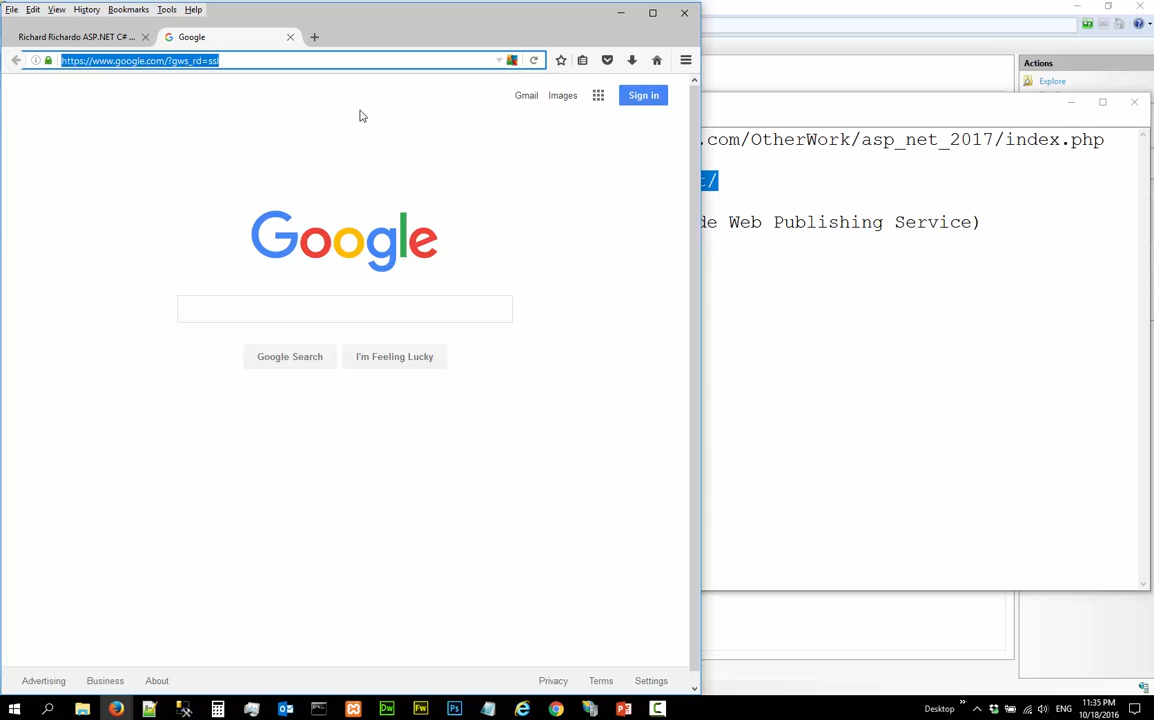 File Edit View History Bookmarks Tools Help
Richard Richardo ASP.NET C# ...
Google
https://www.google.com/?gws_rd=ssl
Gmail Images Sign in
Google
Google Search I'm Feeling Lucky
Advertising Business About Privacy Terms Settings
Actions
Explore
.com/OtherWork/asp_net_2017/index.php
t/
de Web Publishing Service)
Desktop
ENG
11:35 PM
10/18/2016